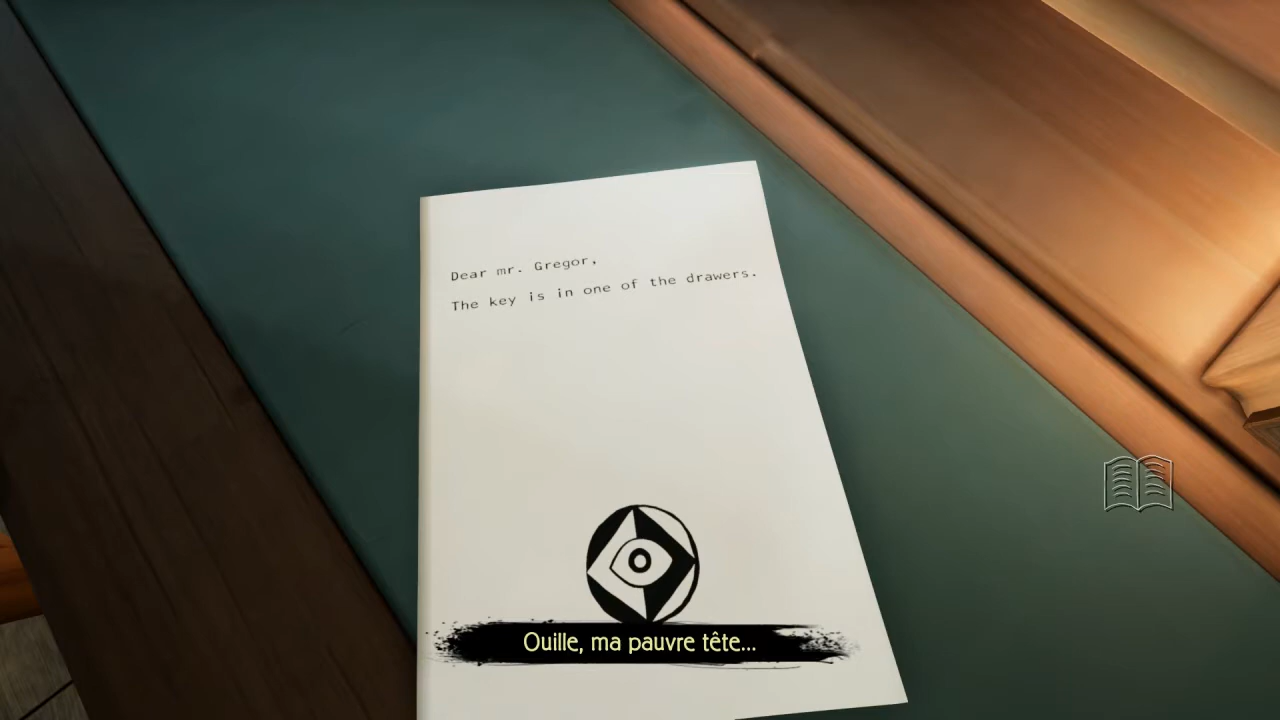 Dear mr. Gregor,
The key is in one of the drawers.
Ouille, ma pauvre tête...